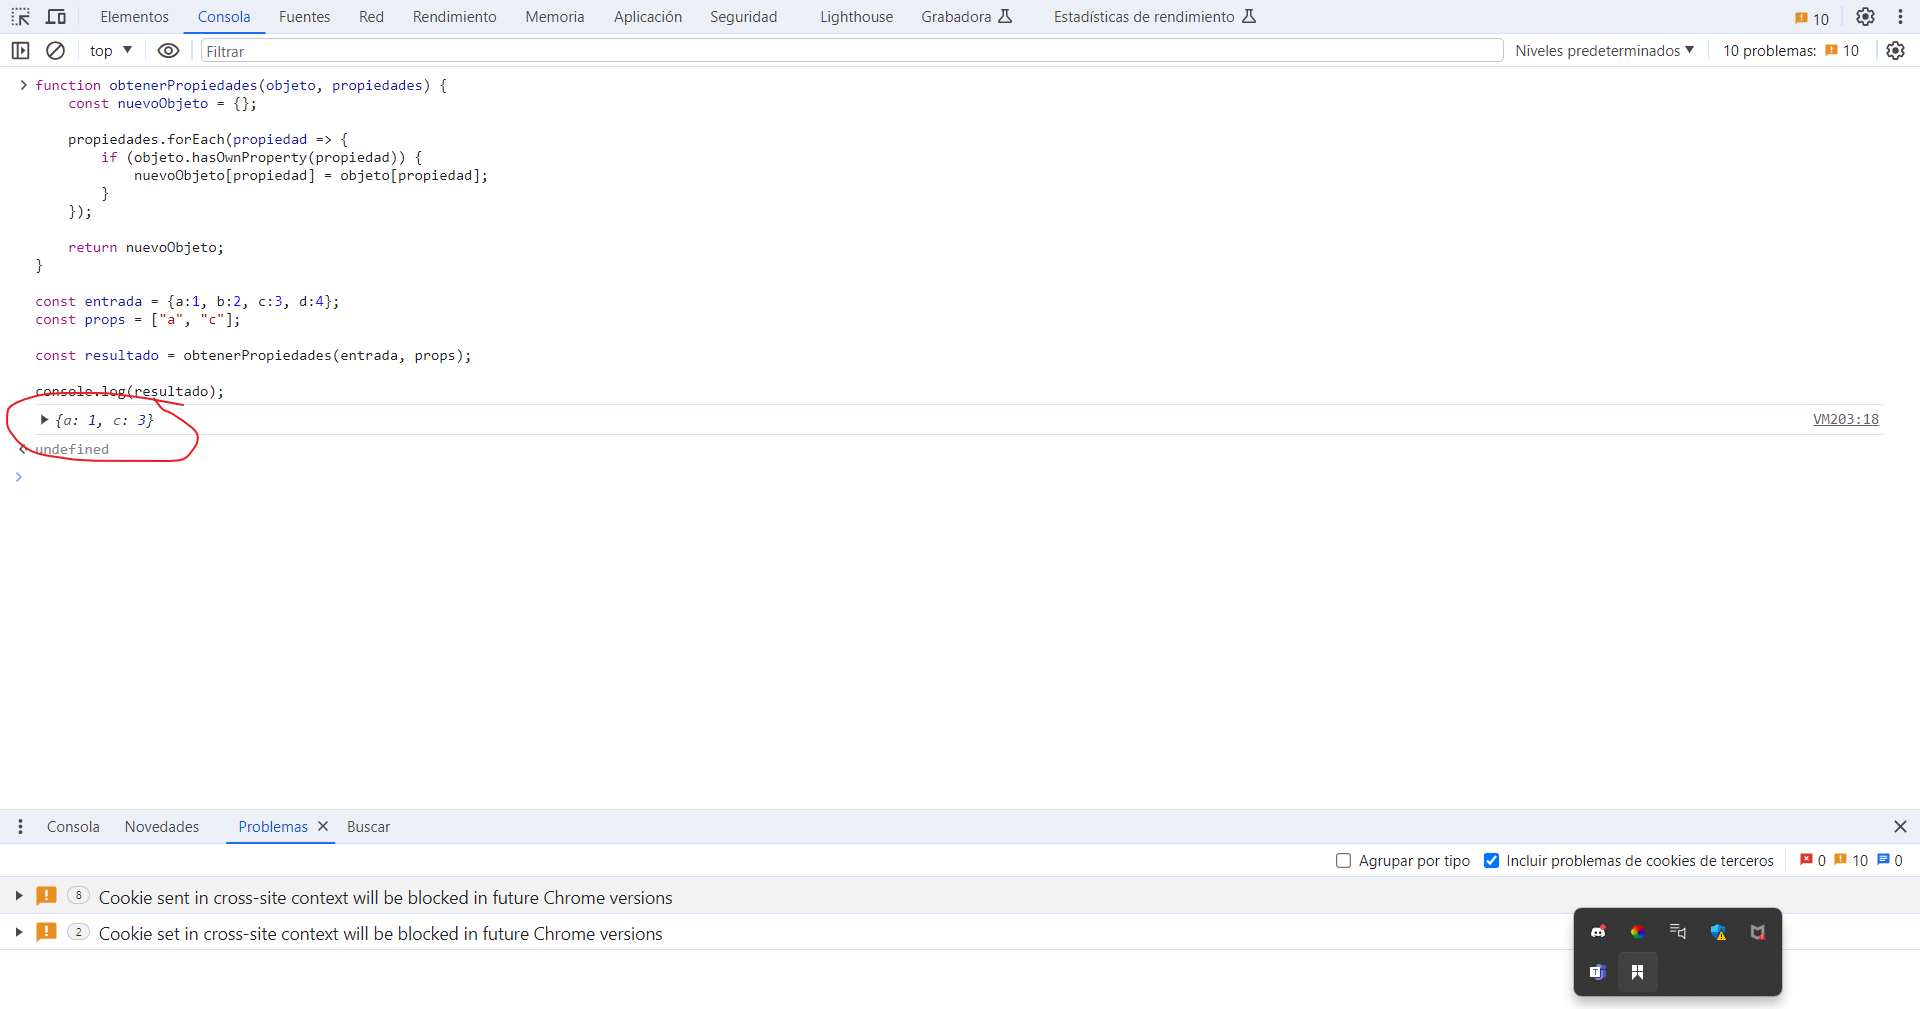 Elementos Consola Fuentes Red Rendimiento Memoria Aplicación Seguridad Lighthouse Grabadora Estadísticas de rendimiento 10
top Filtrar Niveles predeterminados 10 problemas: 10
function obtenerPropiedades(objeto, propiedades) {
    const nuevoObjeto = {};
    propiedades.forEach(propiedad => {
        if (objeto.hasOwnProperty(propiedad)) {
            nuevoObjeto[propiedad] = objeto[propiedad];
        }
    });
    return nuevoObjeto;
}
const entrada = {a:1, b:2, c:3, d:4};
const props = ["a", "c"];
const resultado = obtenerPropiedades(entrada, props);
console.log(resultado);
{a: 1, c: 3} VM203:18
undefined
Consola Novedades Problemas Buscar
Agrupar por tipo Incluir problemas de cookies de terceros 0 10 0
8 Cookie sent in cross-site context will be blocked in future Chrome versions
2 Cookie set in cross-site context will be blocked in future Chrome versions